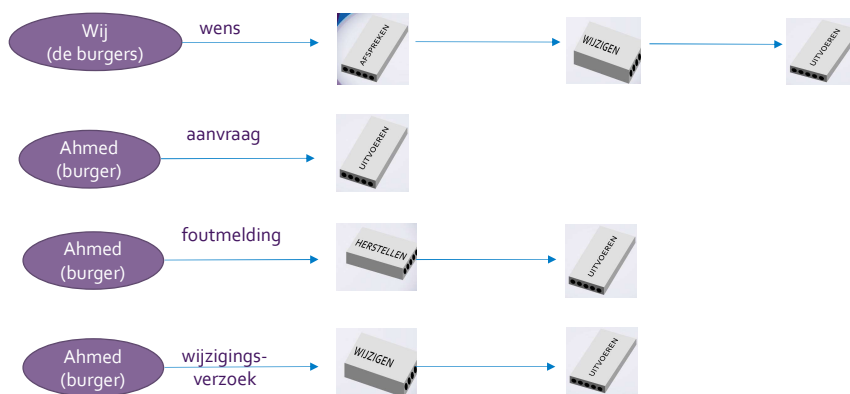 Wij
(de burgers)
wens
AFSPREKEN
WIJZIGEN
UITVOEREN
Ahmed
(burger)
aanvraag
UITVOEREN
Ahmed
(burger)
foutmelding
HERSTELLEN
UITVOEREN
Ahmed
(burger)
wijzigings-
verzoek
WIJZIGEN
UITVOEREN